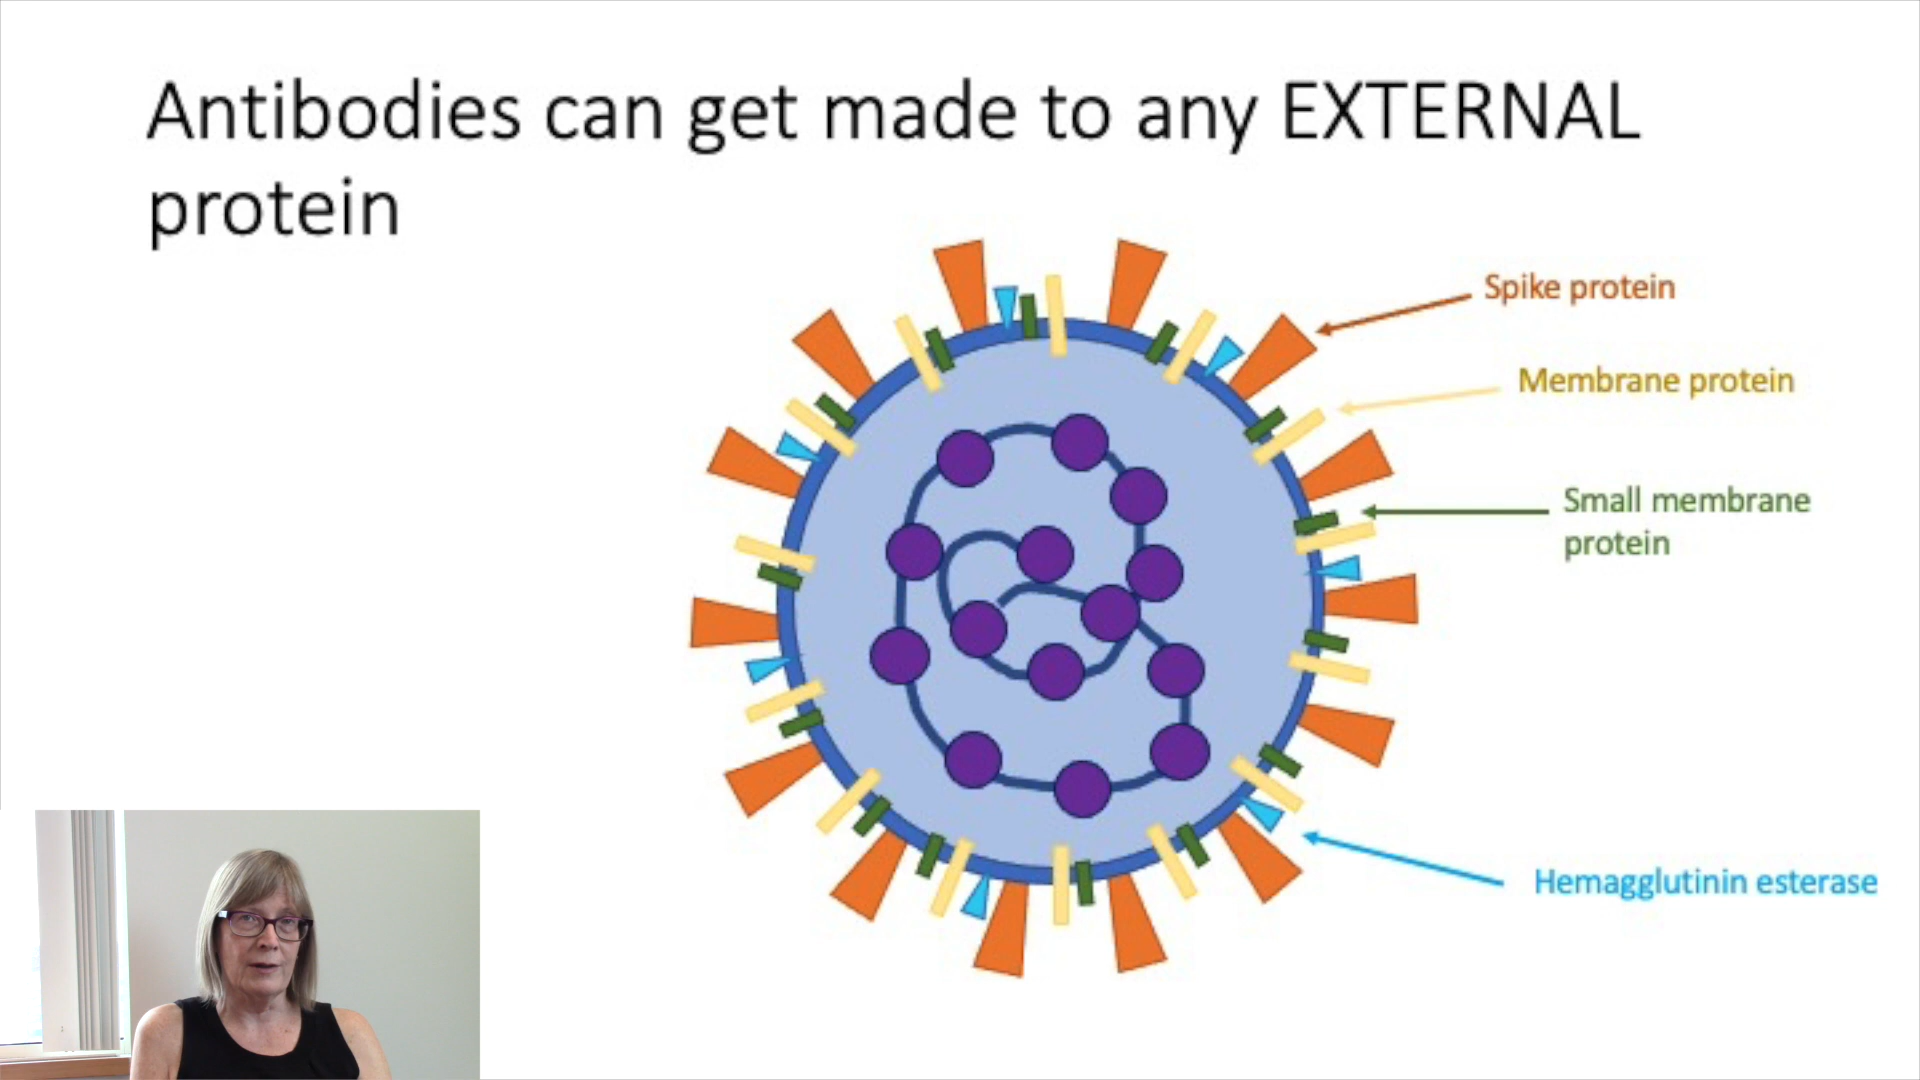 Antibodies can get made to any EXTERNAL
protein
Spike protein
Membrane protein
Small membrane
protein
Hemagglutinin esterase